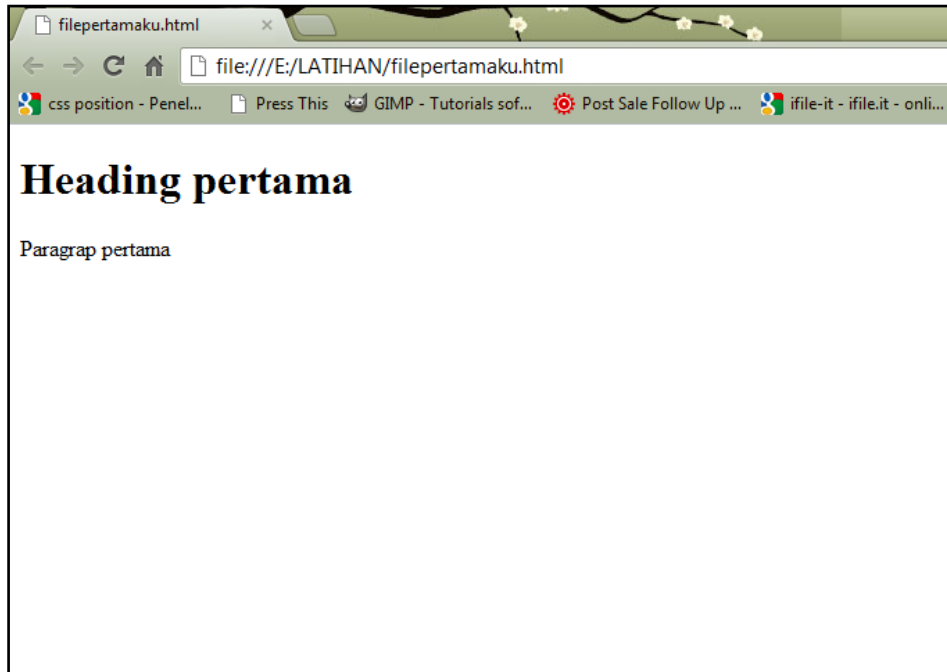 filepertamaku.html
file:///E:/LATIHAN/filepertamaku.html
css position - Penel... Press This GIMP - Tutorials sof... Post Sale Follow Up ... ifile-it - ifile.it - onli...
Heading pertama
Paragrap pertama